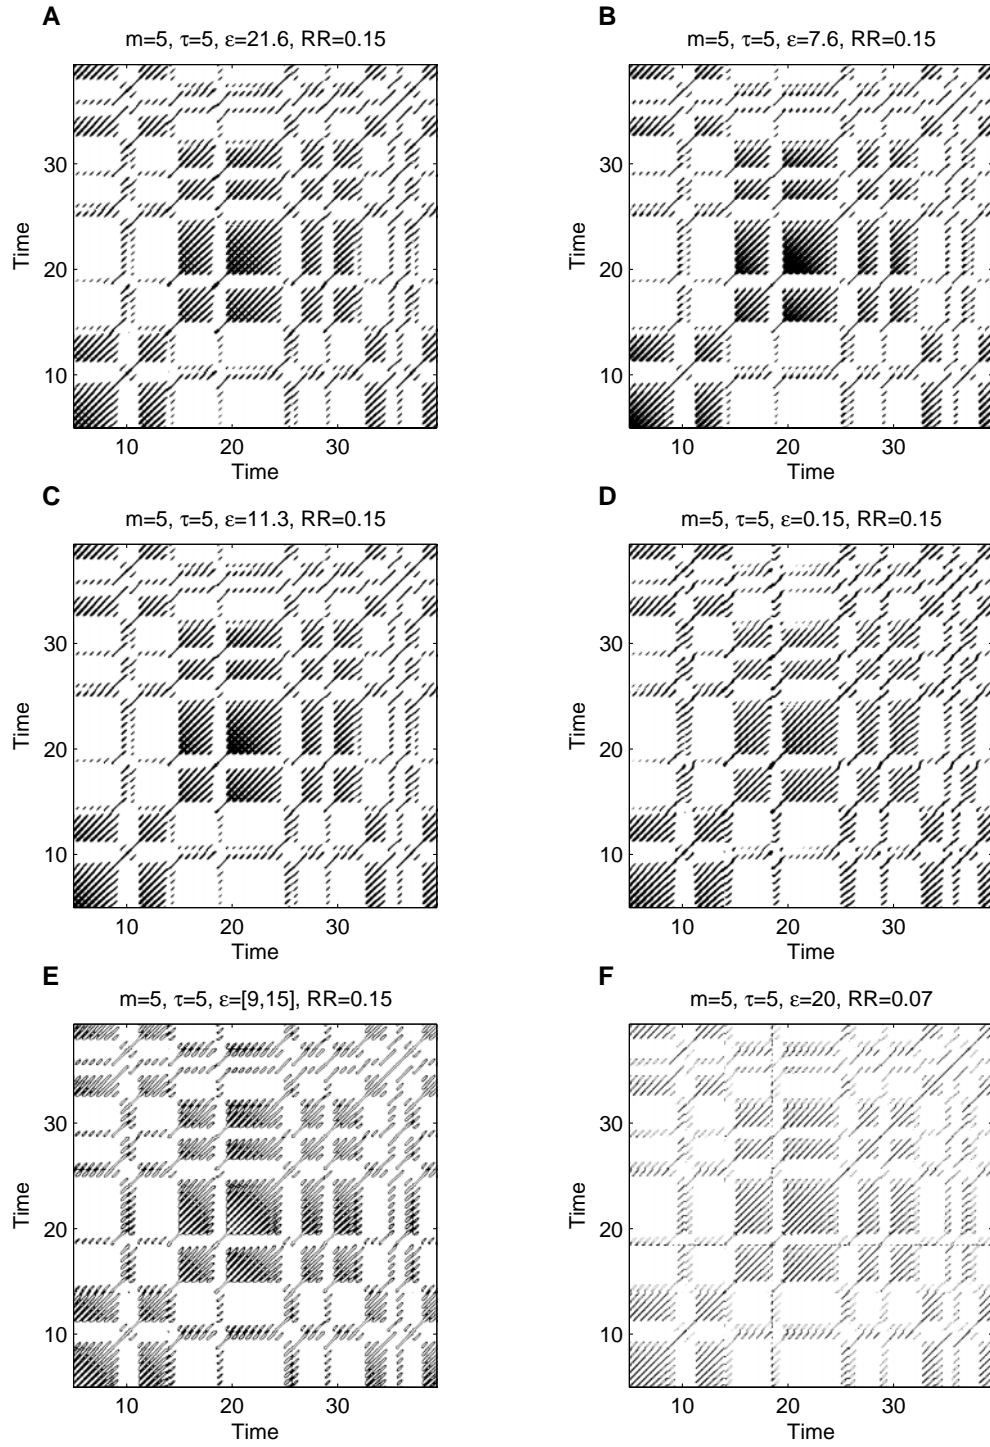 A
m=5, τ=5, ε=21.6, RR=0.15
Time
30
20
10
10 20 30
Time
B
m=5, τ=5, ε=7.6, RR=0.15
Time
30
20
10
10 20 30
Time
C
m=5, τ=5, ε=11.3, RR=0.15
Time
30
20
10
10 20 30
Time
D
m=5, τ=5, ε=0.15, RR=0.15
Time
30
20
10
10 20 30
Time
E
m=5, τ=5, ε=[9,15], RR=0.15
Time
30
20
10
10 20 30
Time
F
m=5, τ=5, ε=20, RR=0.07
Time
30
20
10
10 20 30
Time